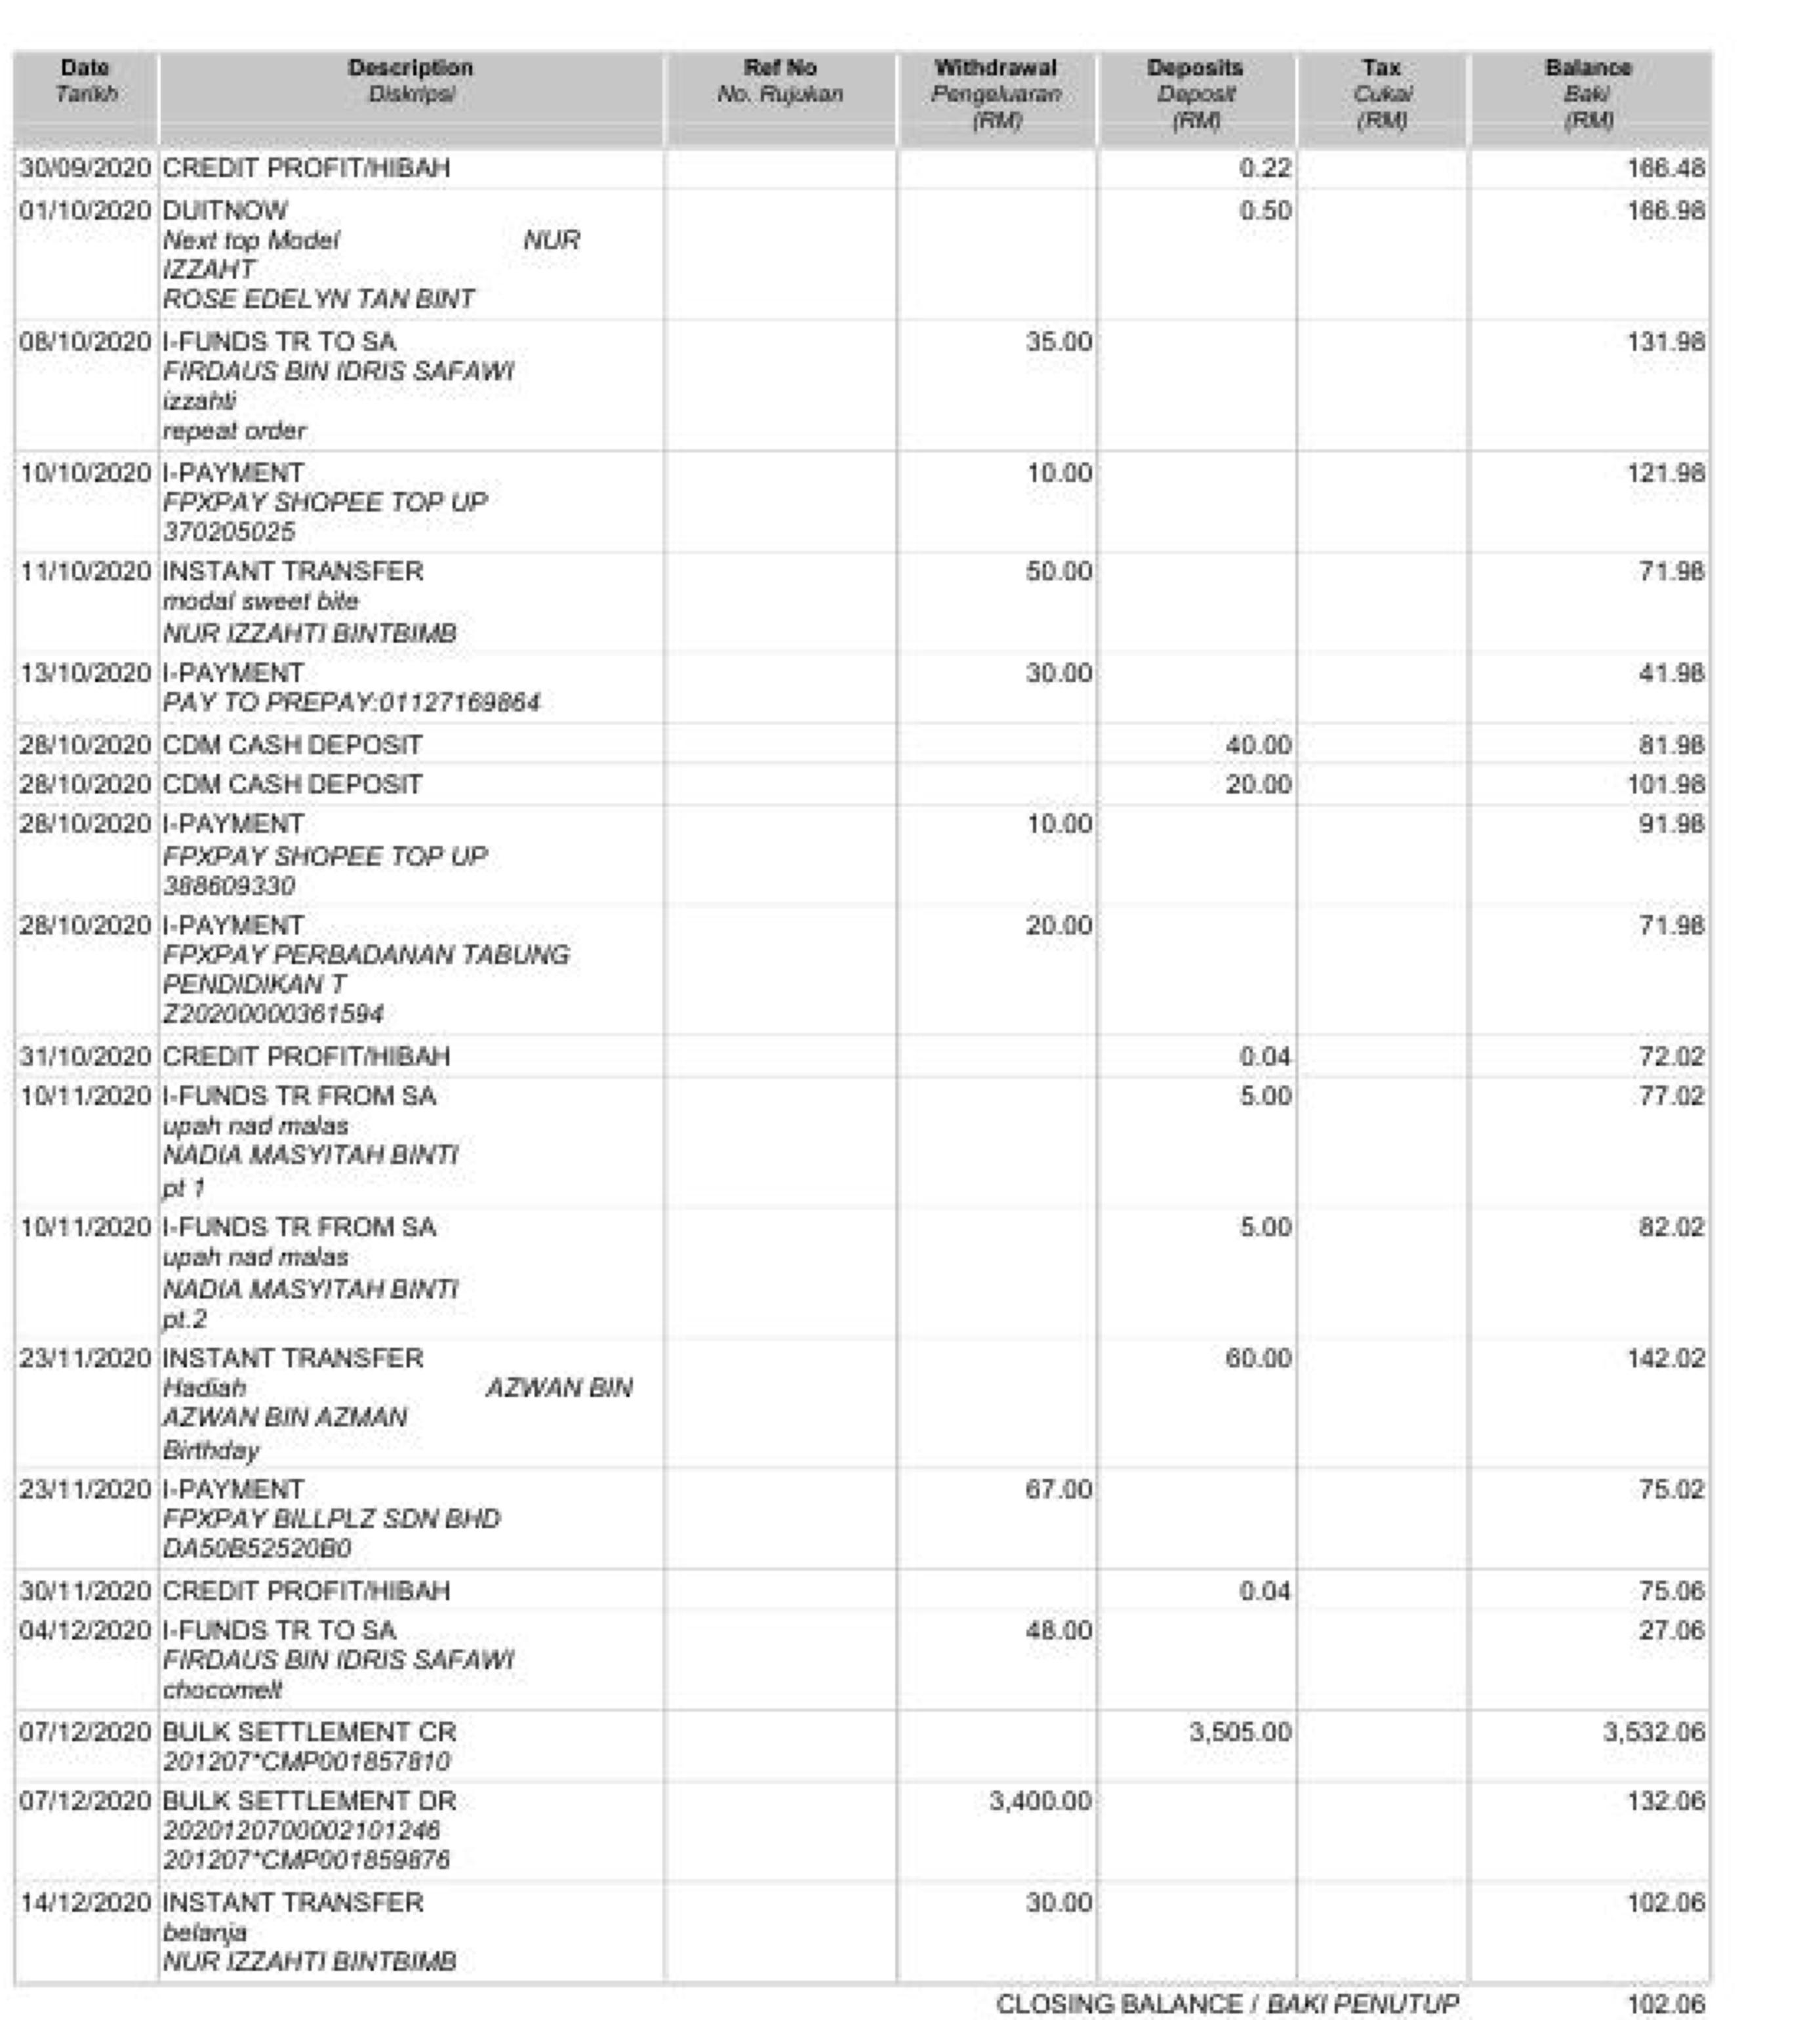 Date Description Ref No Withdrawal Deposits Tax Balance
Tarikh Diskripsi No. Rujukan Pengeluaran Deposit Cukai Baki
(RM) (RM) (RM) (RM)
30/09/2020 CREDIT PROFIT/HIBAH 0.22 166.48
01/10/2020 DUITNOW 0.50 166.98
Next top Model NUR
IZZAHT
ROSE EDELYN TAN BINT
08/10/2020 I-FUNDS TR TO SA 35.00 131.98
FIRDAUS BIN IDRIS SAFAWI
izzahti
repeat order
10/10/2020 I-PAYMENT 10.00 121.98
FPXPAY SHOPEE TOP UP
370205025
11/10/2020 INSTANT TRANSFER 50.00 71.98
modal sweet bite
NUR IZZAHTI BINTBIMB
13/10/2020 I-PAYMENT 30.00 41.98
PAY TO PREPAY:01127169864
28/10/2020 CDM CASH DEPOSIT 40.00 81.98
28/10/2020 CDM CASH DEPOSIT 20.00 101.98
28/10/2020 I-PAYMENT 10.00 91.98
FPXPAY SHOPEE TOP UP
388609330
28/10/2020 I-PAYMENT 20.00 71.98
FPXPAY PERBADANAN TABUNG
PENDIDIKAN T
Z20200000361594
31/10/2020 CREDIT PROFIT/HIBAH 0.04 72.02
10/11/2020 I-FUNDS TR FROM SA 5.00 77.02
upah nad malas
NADIA MASYITAH BINTI
pt 1
10/11/2020 I-FUNDS TR FROM SA 5.00 82.02
upah nad malas
NADIA MASYITAH BINTI
pt.2
23/11/2020 INSTANT TRANSFER 60.00 142.02
Hadiah AZWAN BIN
AZWAN BIN AZMAN
Birthday
23/11/2020 I-PAYMENT 67.00 75.02
FPXPAY BILLPLZ SDN BHD
DA50B52520B0
30/11/2020 CREDIT PROFIT/HIBAH 0.04 75.06
04/12/2020 I-FUNDS TR TO SA 48.00 27.06
FIRDAUS BIN IDRIS SAFAWI
chocomelt
07/12/2020 BULK SETTLEMENT CR 3,505.00 3,532.06
201207*CMP001857810
07/12/2020 BULK SETTLEMENT DR 3,400.00 132.06
2020120700002101246
201207*CMP001859876
14/12/2020 INSTANT TRANSFER 30.00 102.06
belanja
NUR IZZAHTI BINTBIMB
CLOSING BALANCE / BAKI PENUTUP 102.06